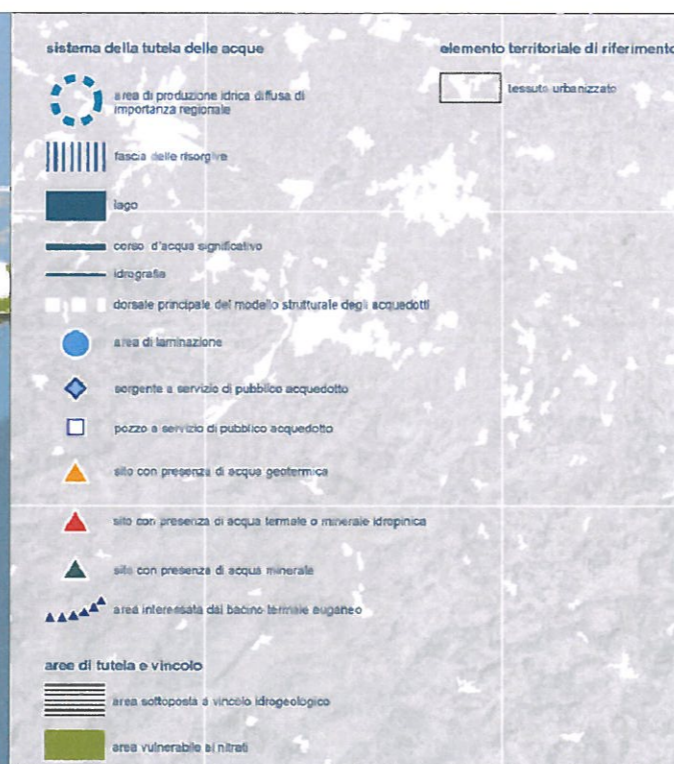 sistema della tutela delle acque
area di produzione idrica diffusa di
importanza regionale
fascia delle risorgive
lago
corso d'acqua significativo
idrografia
dorsale principale del modello strutturale degli acquedotti
area di laminazione
sorgente a servizio di pubblico acquedotto
pozzo a servizio di pubblico acquedotto
sito con presenza di acqua geotermica
sito con presenza di acqua termale o minerale idropinica
sito con presenza di acqua minerale
area interessata dal bacino termale euganeo
aree di tutela e vincolo
area sottoposta a vincolo idrogeologico
area vulnerabile ai nitrati
elemento territoriale di riferimento
tessuto urbanizzato